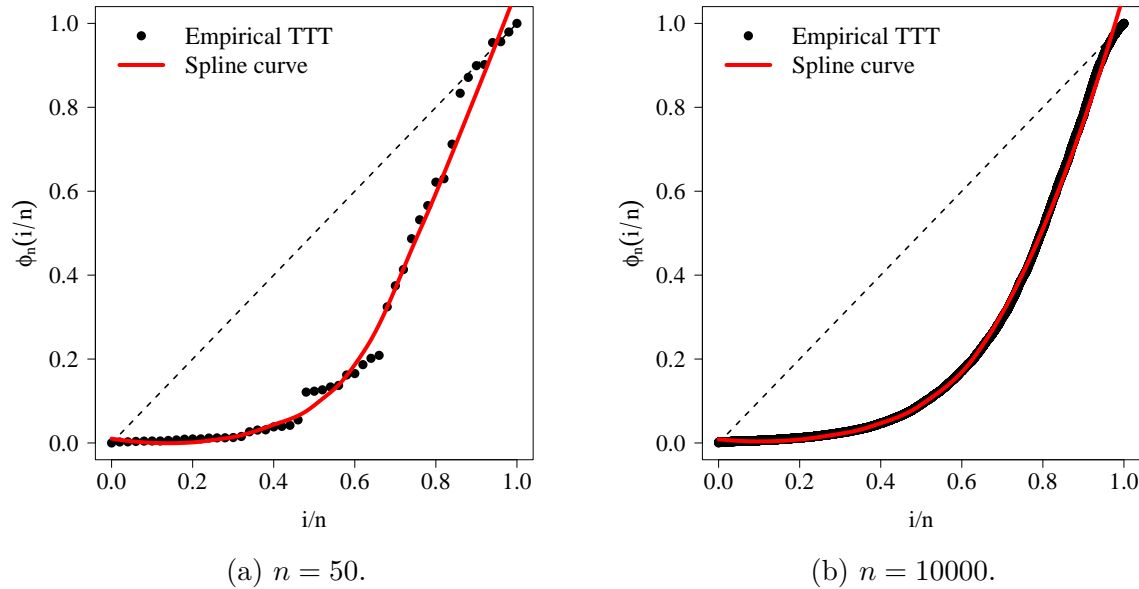 Empirical TTT
Spline curve
1.0
0.8
0.6
0.4
0.2
0.0
ϕn(i/n)
0.0 0.2 0.4 0.6 0.8 1.0
i/n
(a) n = 50.
Empirical TTT
Spline curve
1.0
0.8
0.6
0.4
0.2
0.0
ϕn(i/n)
0.0 0.2 0.4 0.6 0.8 1.0
i/n
(b) n = 10000.